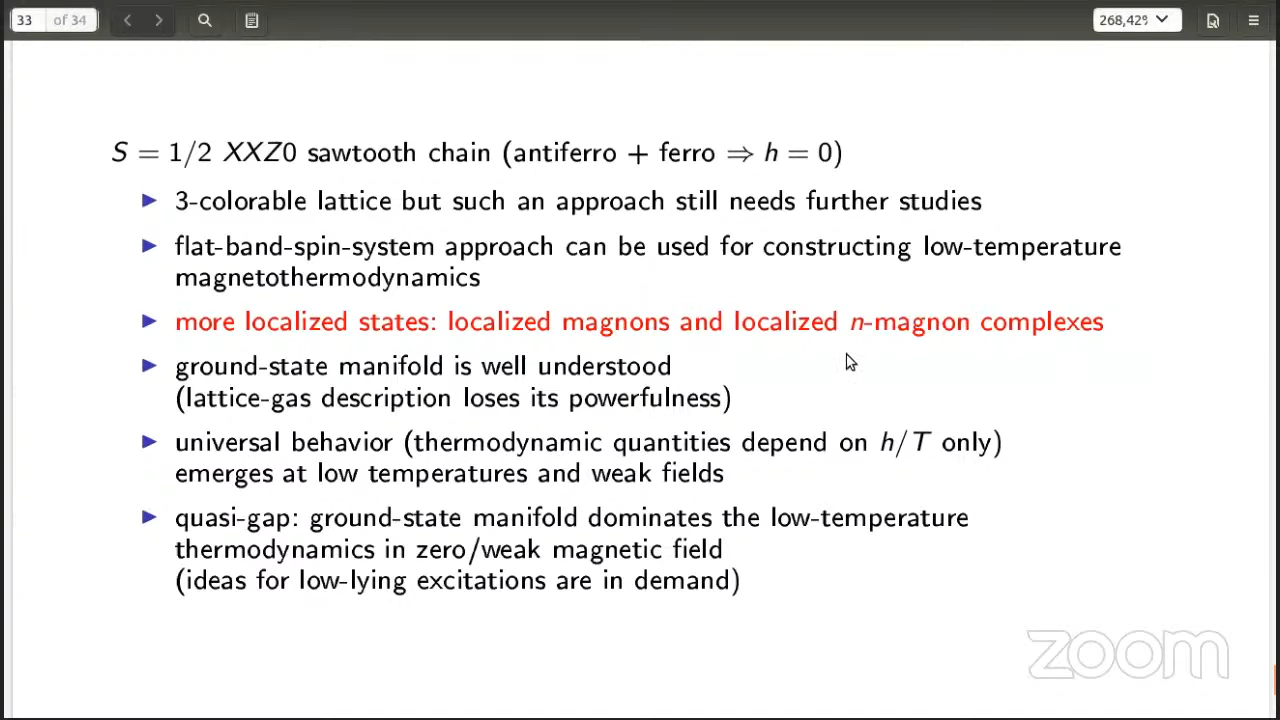 33 of 34
268,42%
S = 1/2 XXZ0 sawtooth chain (antiferro + ferro ⇒ h = 0)
▶ 3-colorable lattice but such an approach still needs further studies
▶ flat-band-spin-system approach can be used for constructing low-temperature
magnetothermodynamics
▶ more localized states: localized magnons and localized n-magnon complexes
▶ ground-state manifold is well understood
(lattice-gas description loses its powerfulness)
▶ universal behavior (thermodynamic quantities depend on h/T only)
emerges at low temperatures and weak fields
▶ quasi-gap: ground-state manifold dominates the low-temperature
thermodynamics in zero/weak magnetic field
(ideas for low-lying excitations are in demand)
zoom